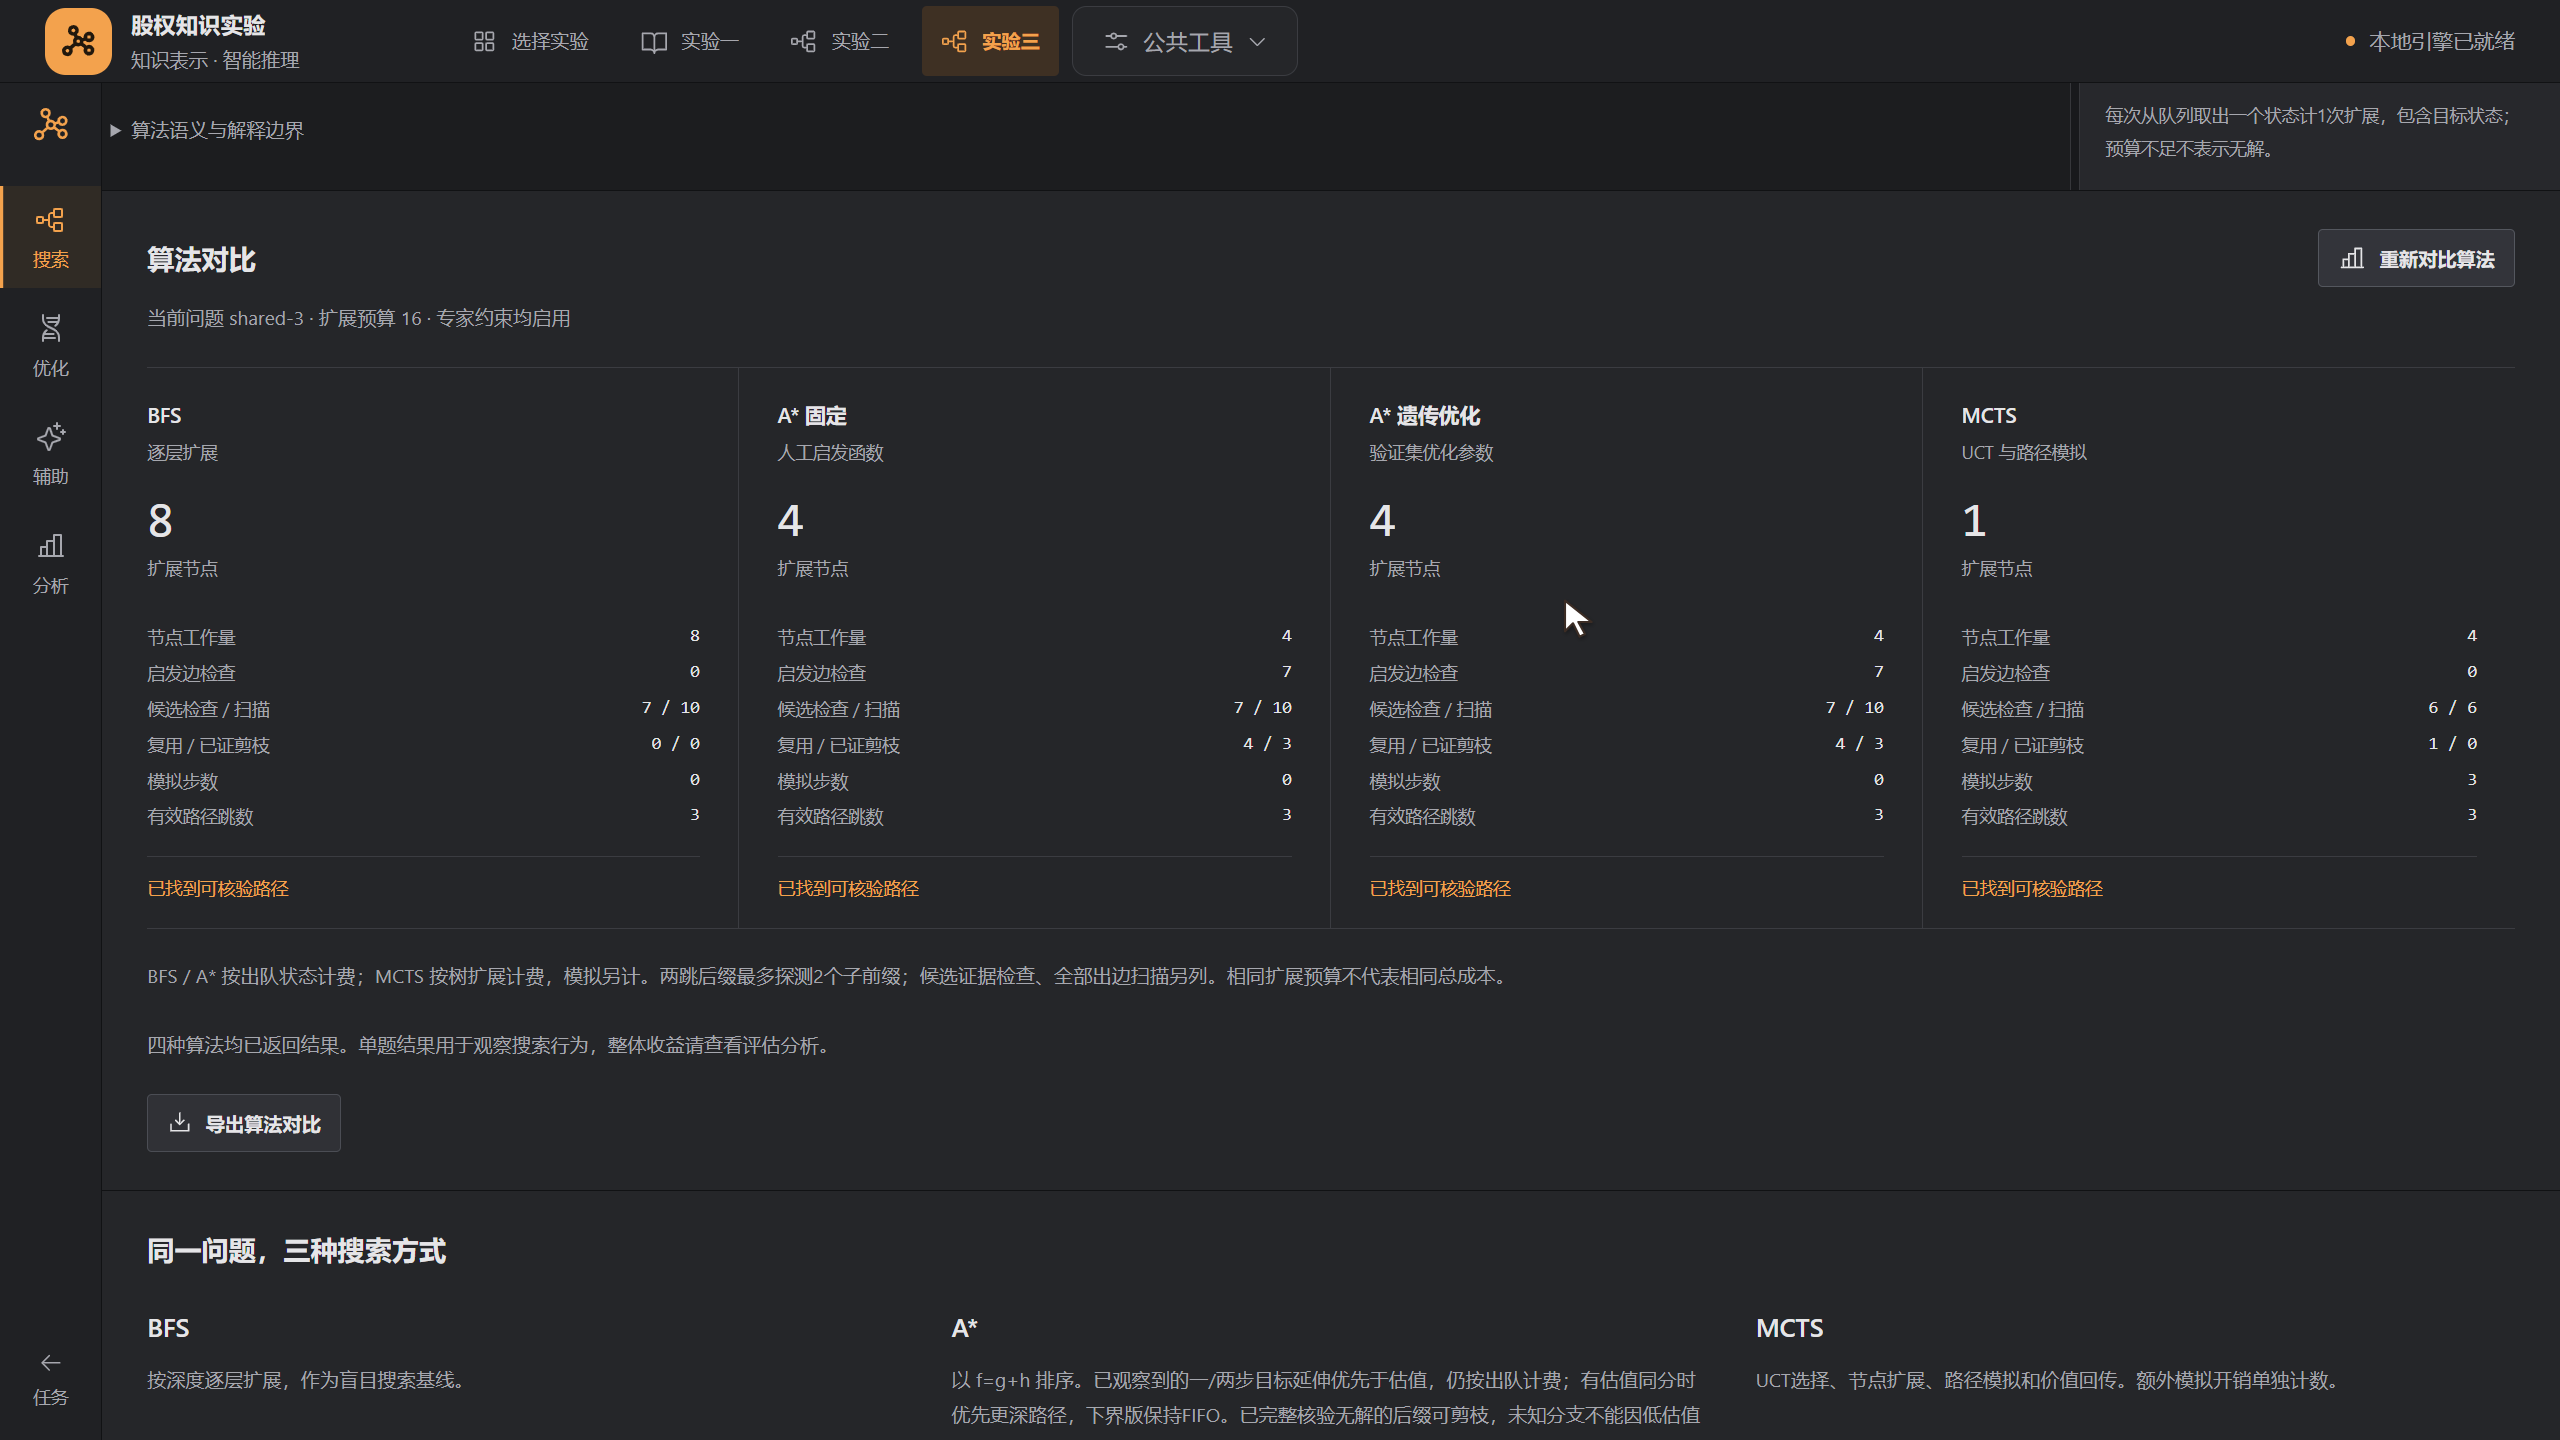 股权知识实验
知识表示 · 智能推理
选择实验
实验一
实验二
实验三
公共工具
本地引擎已就绪
搜索
优化
辅助
分析
任务
算法语义与解释边界
每次从队列取出一个状态计1次扩展，包含目标状态；
预算不足不表示无解。
算法对比
重新对比算法
当前问题 shared-3 · 扩展预算 16 · 专家约束均启用
BFS
逐层扩展
8
扩展节点
节点工作量 8
启发边检查 0
候选检查 / 扫描 7 / 10
复用 / 已证剪枝 0 / 0
模拟步数 0
有效路径跳数 3
已找到可核验路径
A* 固定
人工启发函数
4
扩展节点
节点工作量 4
启发边检查 7
候选检查 / 扫描 7 / 10
复用 / 已证剪枝 4 / 3
模拟步数 0
有效路径跳数 3
已找到可核验路径
A* 遗传优化
验证集优化参数
4
扩展节点
节点工作量 4
启发边检查 7
候选检查 / 扫描 7 / 10
复用 / 已证剪枝 4 / 3
模拟步数 0
有效路径跳数 3
已找到可核验路径
MCTS
UCT 与路径模拟
1
扩展节点
节点工作量 4
启发边检查 0
候选检查 / 扫描 6 / 6
复用 / 已证剪枝 1 / 0
模拟步数 3
有效路径跳数 3
已找到可核验路径
BFS / A* 按出队状态计费；MCTS 按树扩展计费，模拟另计。两跳后缀最多探测2个子前缀；候选证据检查、全部出边扫描另列。相同扩展预算不代表相同总成本。
四种算法均已返回结果。单题结果用于观察搜索行为，整体收益请查看评估分析。
导出算法对比
同一问题，三种搜索方式
BFS
按深度逐层扩展，作为盲目搜索基线。
A*
以 f=g+h 排序。已观察到的一/两步目标延伸优先于估值，仍按出队计费；有估值同分时
优先更深路径，下界版保持FIFO。已完整核验无解的后缀可剪枝，未知分支不能因低估值
MCTS
UCT选择、节点扩展、路径模拟和价值回传。额外模拟开销单独计数。